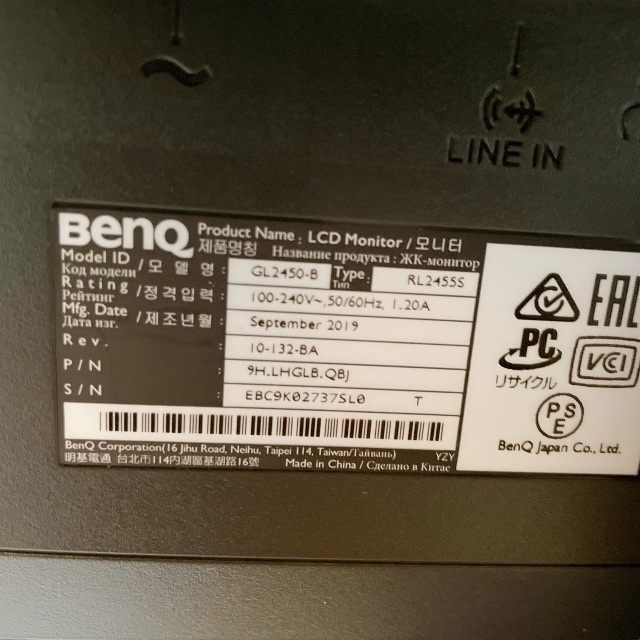 LINE IN
BenQ
Product Name : LCD Monitor / 모니터
제품명칭 Название продукта : ЖК-монитор
Model ID / 모 델 명 : GL2450-B Type : RL2455S
Код модели Тип
Rating / 정격입력 : 100-240V~, 50/60Hz, 1.20A
Рейтинг
Mfg. Date / 제조년월 : September 2019
Дата изг.
Rev. : 10-132-BA
P/N : 9H.LHGLB.QBJ
S/N : EBC9K02737SL0 T
BenQ Corporation(16 Jihu Road, Neihu, Taipei 114, Taiwan/Тайвань) YZY
明基電通 台北市114內湖區基湖路16號 Made in China / Сделано в Китае
EAC
PC
リサイクル
VCCI
PSE
BenQ Japan Co., Ltd.